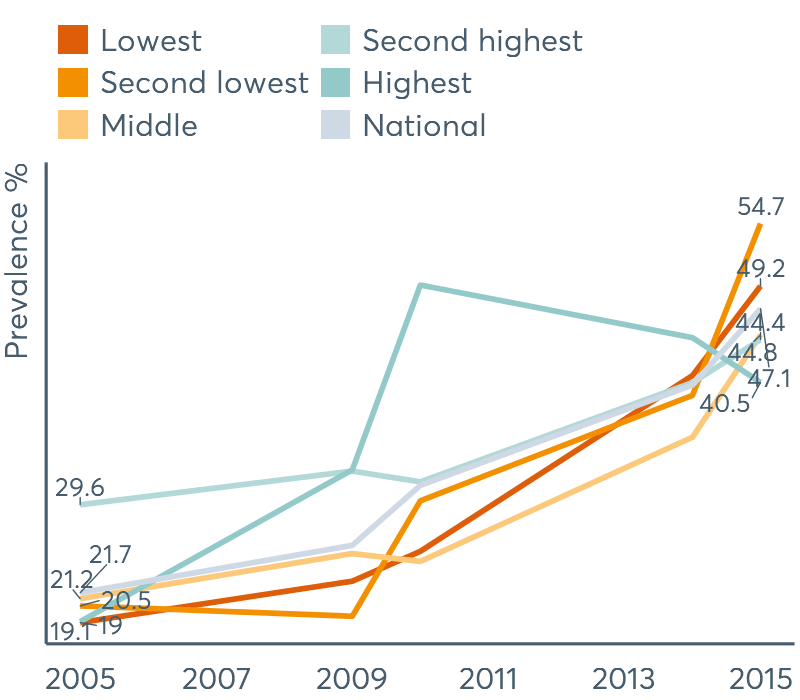 Lowest
Second lowest
Middle
Second highest
Highest
National
Prevalence %
54.7
49.2
44.4
44.8
47.1
40.5
29.6
21.7
21.2
20.5
19.1
19
2005 2007 2009 2011 2013 2015